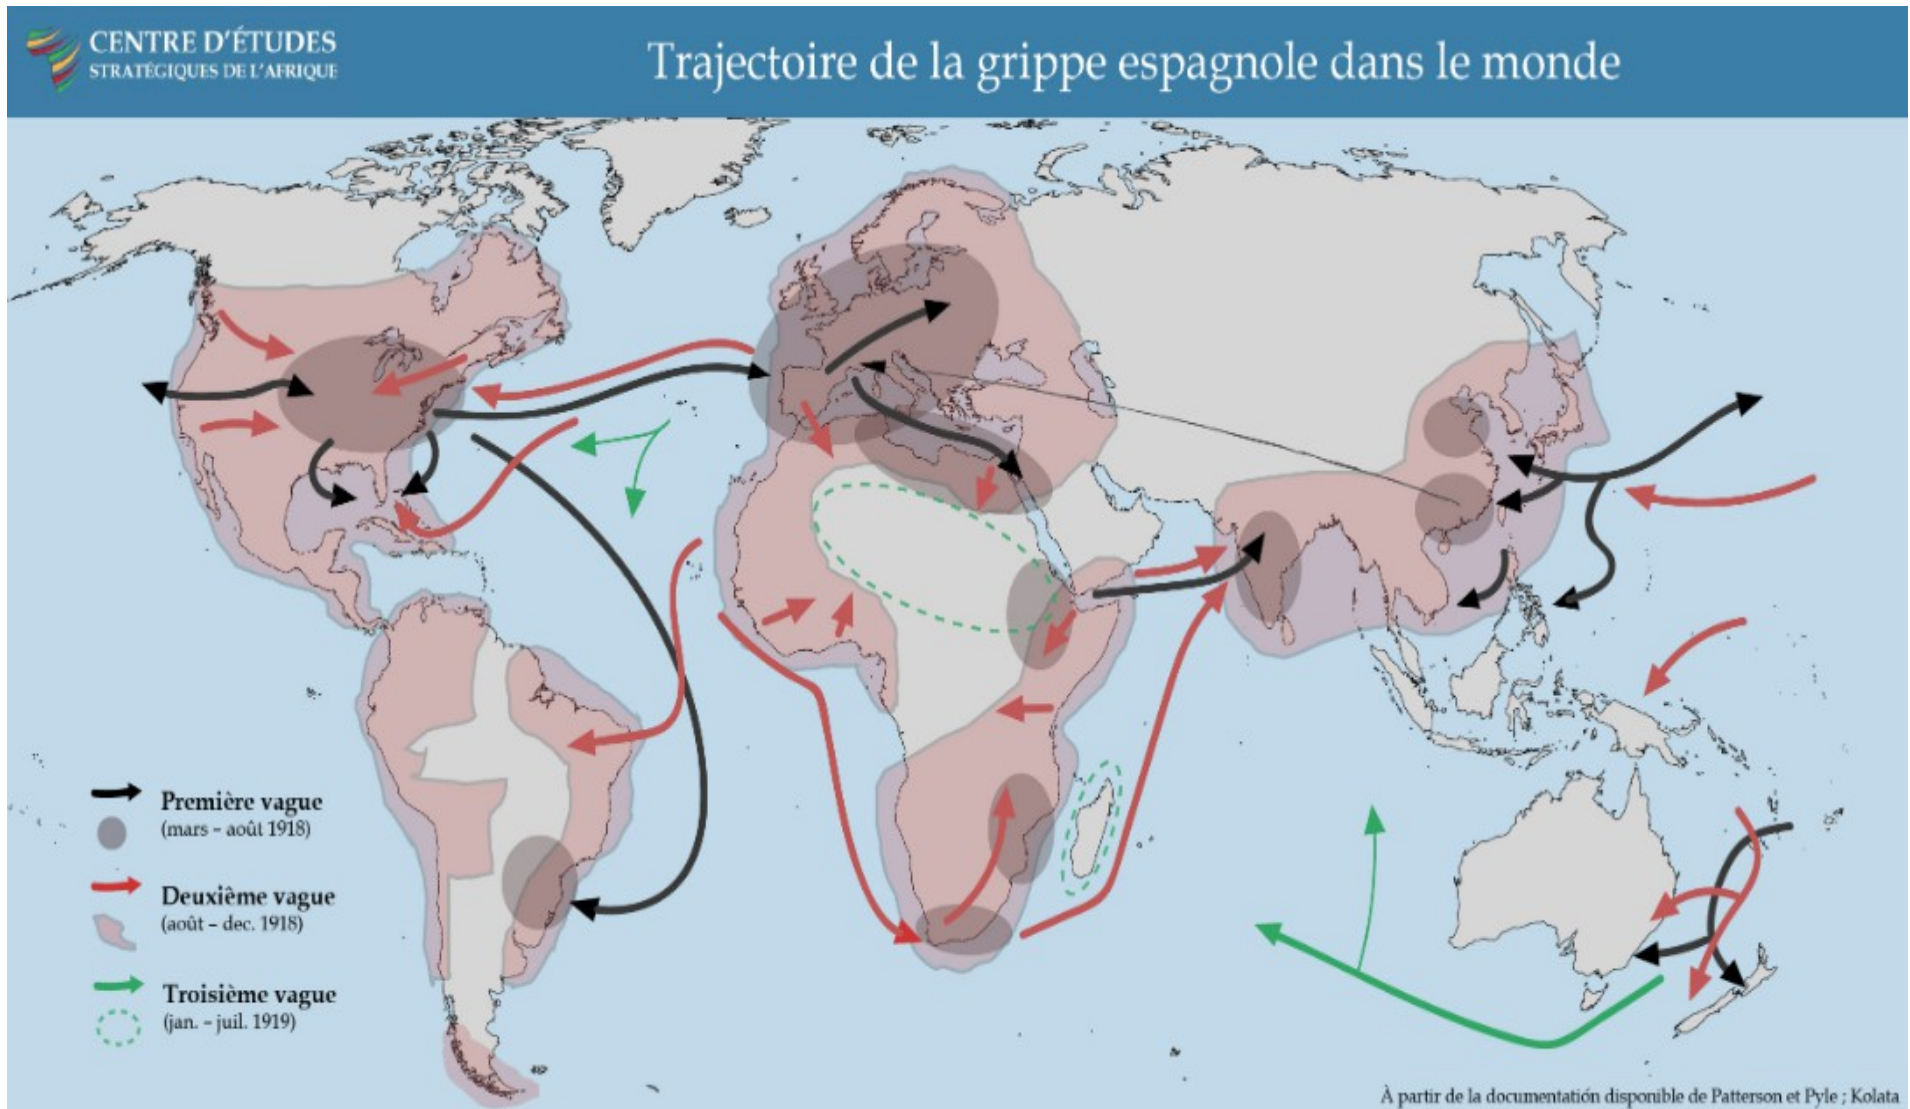 CENTRE D'ÉTUDES
STRATÉGIQUES DE L'AFRIQUE
Trajectoire de la grippe espagnole dans le monde
Première vague
(mars – août 1918)
Deuxième vague
(août – dec. 1918)
Troisième vague
(jan. – juil. 1919)
À partir de la documentatión disponible de Patterson et Pyle ; Kolata